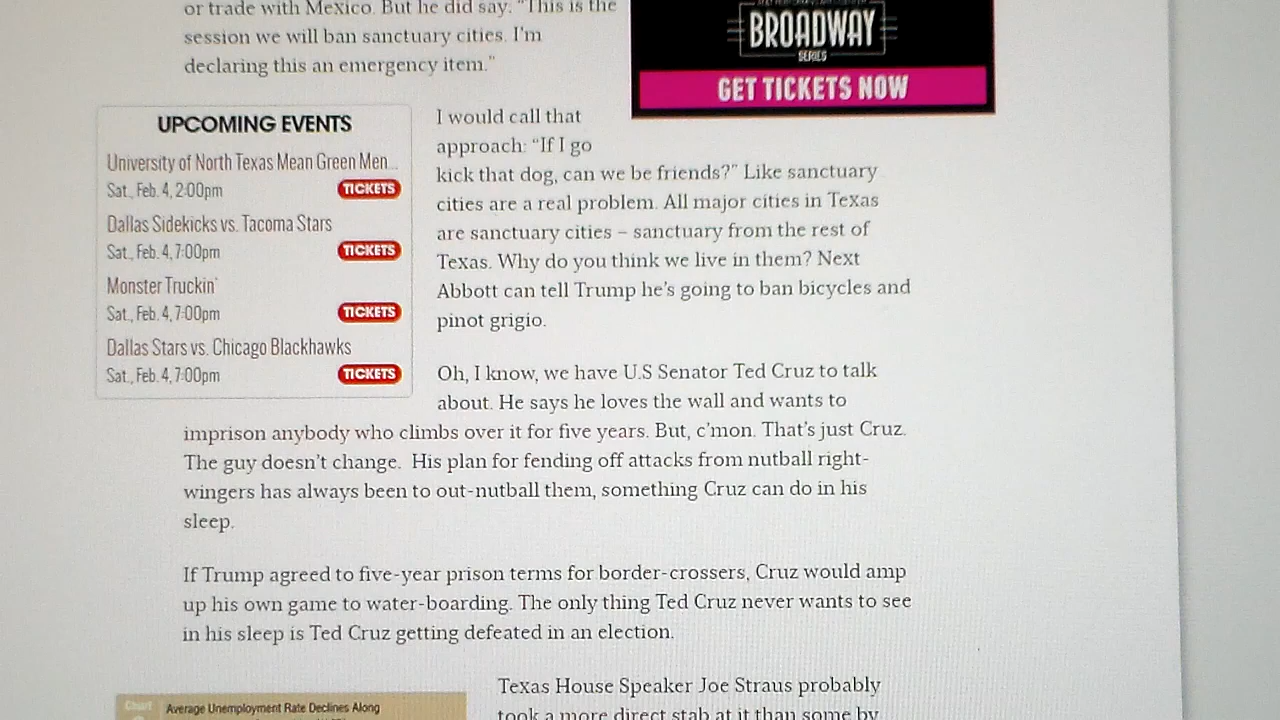 or trade with Mexico. But he did say: "This is the
session we will ban sanctuary cities. I'm
declaring this an emergency item."
BROADWAY
SERIES
GET TICKETS NOW
UPCOMING EVENTS
University of North Texas Mean Green Men...
Sat., Feb. 4, 2:00pm
TICKETS
Dallas Sidekicks vs. Tacoma Stars
Sat., Feb. 4, 7:00pm
TICKETS
Monster Truckin'
Sat., Feb. 4, 7:00pm
TICKETS
Dallas Stars vs. Chicago Blackhawks
Sat., Feb. 4, 7:00pm
TICKETS
I would call that
approach: “If I go
kick that dog, can we be friends?” Like sanctuary
cities are a real problem. All major cities in Texas
are sanctuary cities – sanctuary from the rest of
Texas. Why do you think we live in them? Next
Abbott can tell Trump he’s going to ban bicycles and
pinot grigio.
Oh, I know, we have U.S Senator Ted Cruz to talk
about. He says he loves the wall and wants to
imprison anybody who climbs over it for five years. But, c’mon. That’s just Cruz.
The guy doesn’t change.  His plan for fending off attacks from nutball right-
wingers has always been to out-nutball them, something Cruz can do in his
sleep.
If Trump agreed to five-year prison terms for border-crossers, Cruz would amp
up his own game to water-boarding. The only thing Ted Cruz never wants to see
in his sleep is Ted Cruz getting defeated in an election.
Texas House Speaker Joe Straus probably
took a more direct stab at it than some by
Chart
Average Unemployment Rate Declines Along